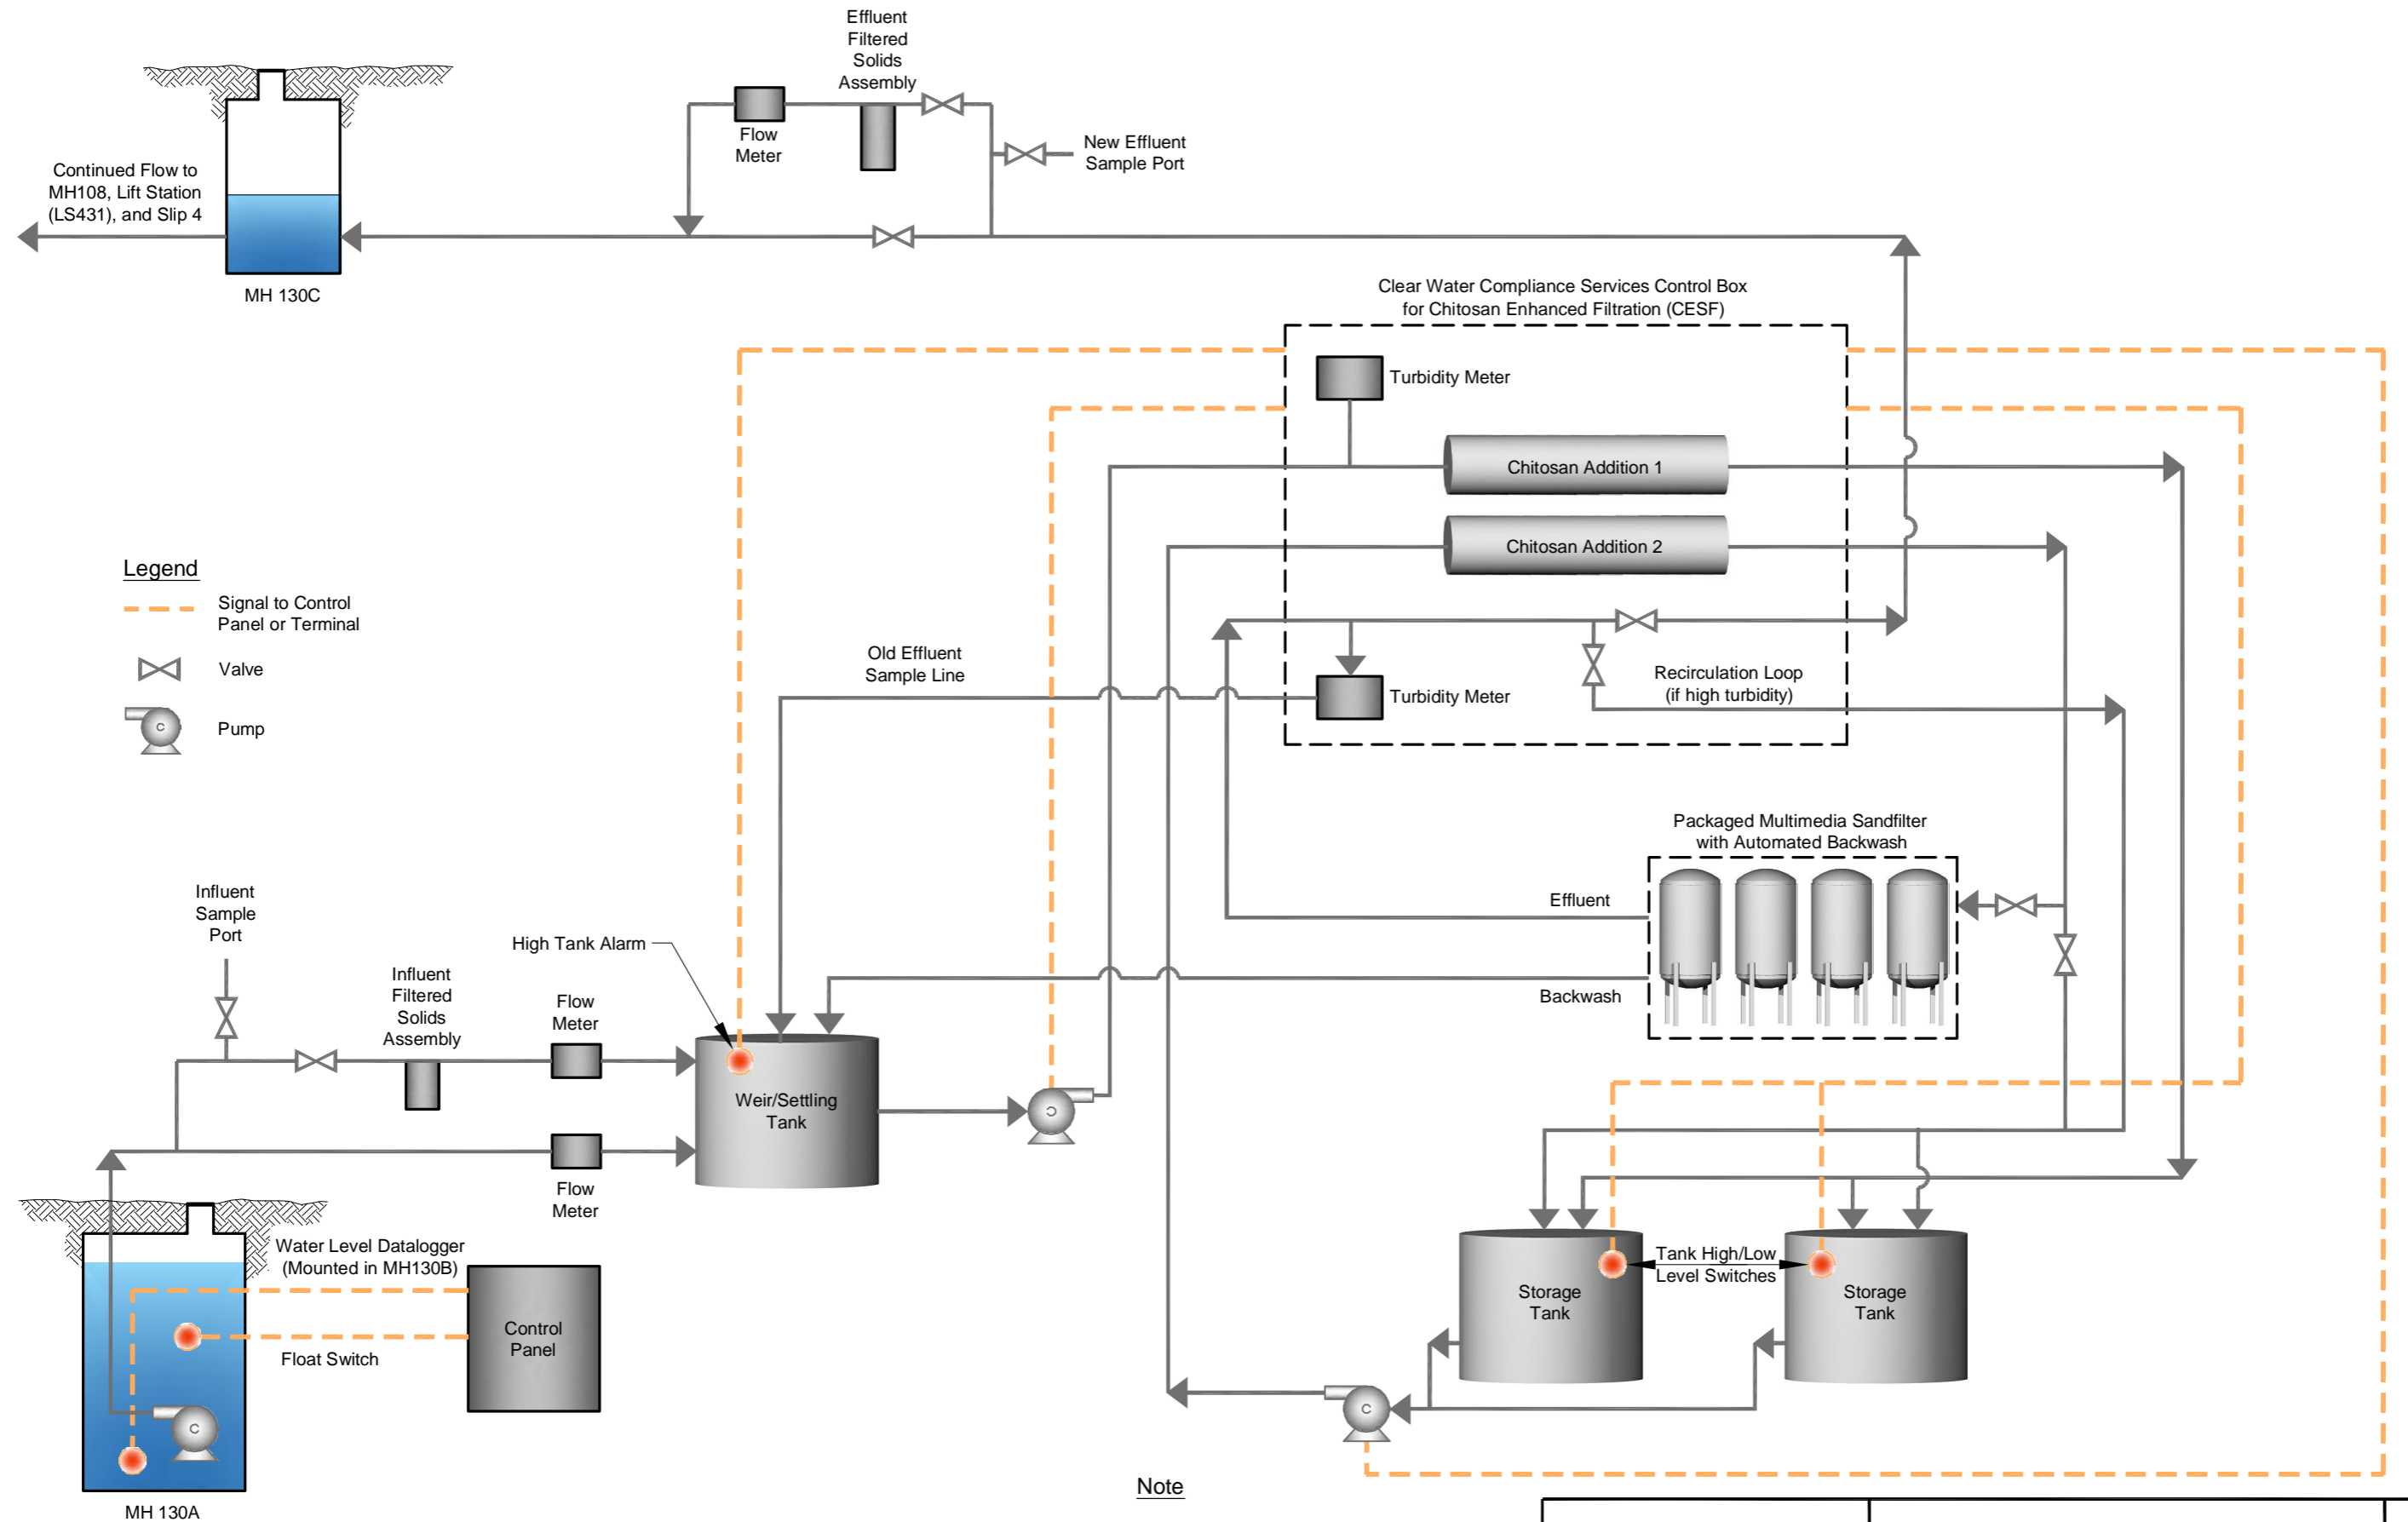 Effluent
Filtered
Solids
Assembly
Flow
Meter
New Effluent
Sample Port
Continued Flow to
MH108, Lift Station
(LS431), and Slip 4
MH 130C
Clear Water Compliance Services Control Box
for Chitosan Enhanced Filtration (CESF)
Turbidity Meter
Chitosan Addition 1
Chitosan Addition 2
Legend
Signal to Control
Panel or Terminal
Valve
C
Pump
Old Effluent
Sample Line
Recirculation Loop
(if high turbidity)
Turbidity Meter
Packaged Multimedia Sandfilter
with Automated Backwash
Effluent
Backwash
Influent
Sample
Port
High Tank Alarm
Influent
Filtered
Solids
Assembly
Flow
Meter
Weir/Settling
Tank
C
Flow
Meter
Water Level Datalogger
(Mounted in MH130B)
Float Switch
Control
Panel
C
MH 130A
Tank High/Low
Level Switches
Storage
Tank
Storage
Tank
C
Note